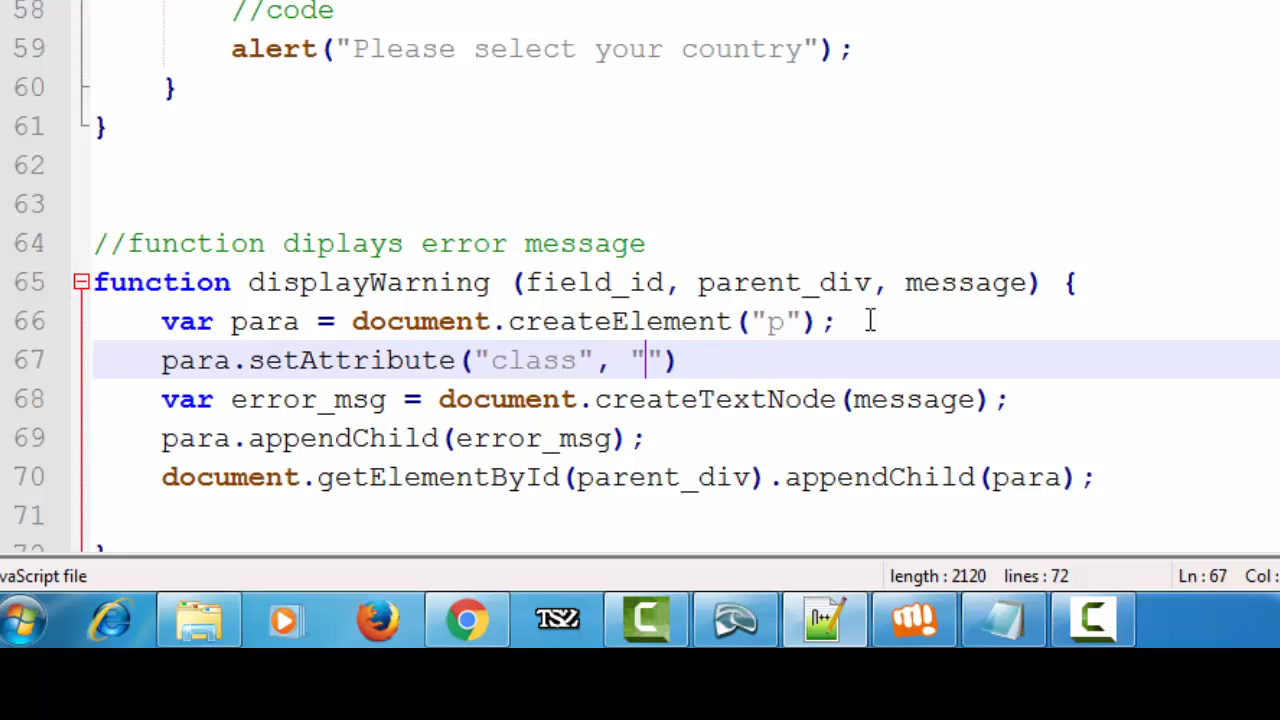 58 //code
59 alert("Please select your country");
60 }
61 }
62
63
64 //function diplays error message
65 function displayWarning (field_id, parent_div, message) {
66 var para = document.createElement("p");
67 para.setAttribute("class", "")
68 var error_msg = document.createTextNode(message);
69 para.appendChild(error_msg);
70 document.getElementById(parent_div).appendChild(para);
71
72 }
vaScript file length : 2120 lines : 72 Ln : 67 Col :
TSZ n++